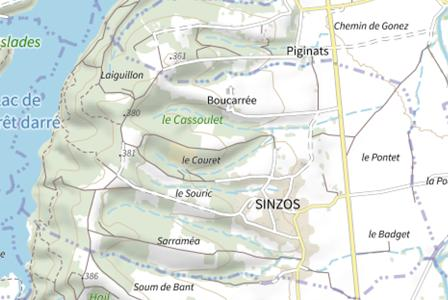 Chemin de Gonez
slades
361
Piginats
Laiguillon
Boucarrée
ac de
rêt darré
380
le Cassoulet
381
le Couret
le Pontet
le Souric
la Po
SINZOS
Sarraméa
le Badget
386
Soum de Bant